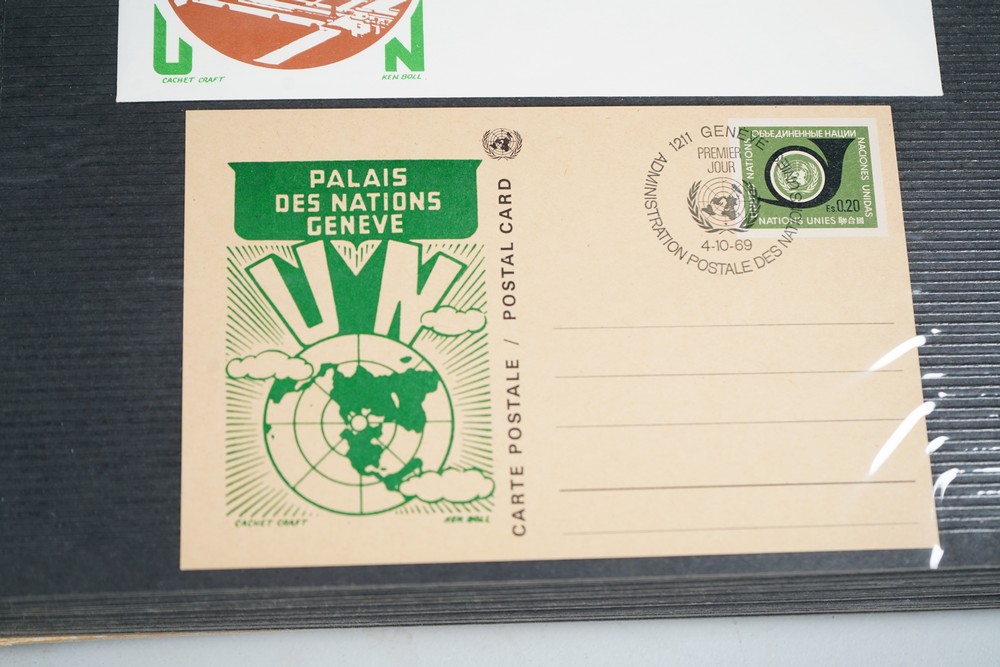 U N
CACHET CRAFT
KEN BOLL.
PALAIS
DES NATIONS
GENEVE
UN
CACHET CRAFT
KEN BOLL
CARTE POSTALE / POSTAL CARD
1211 GENEVE
PREMIER
JOUR
4-10-69
ADMINISTRATION POSTALE DES NATIONS UNIES
ОБЪЕДИНЕННЫЕ НАЦИИ
NACIONES UNIDAS
Fs.0,20
NATIONS UNIES 聯合國
UNITED NATIONS